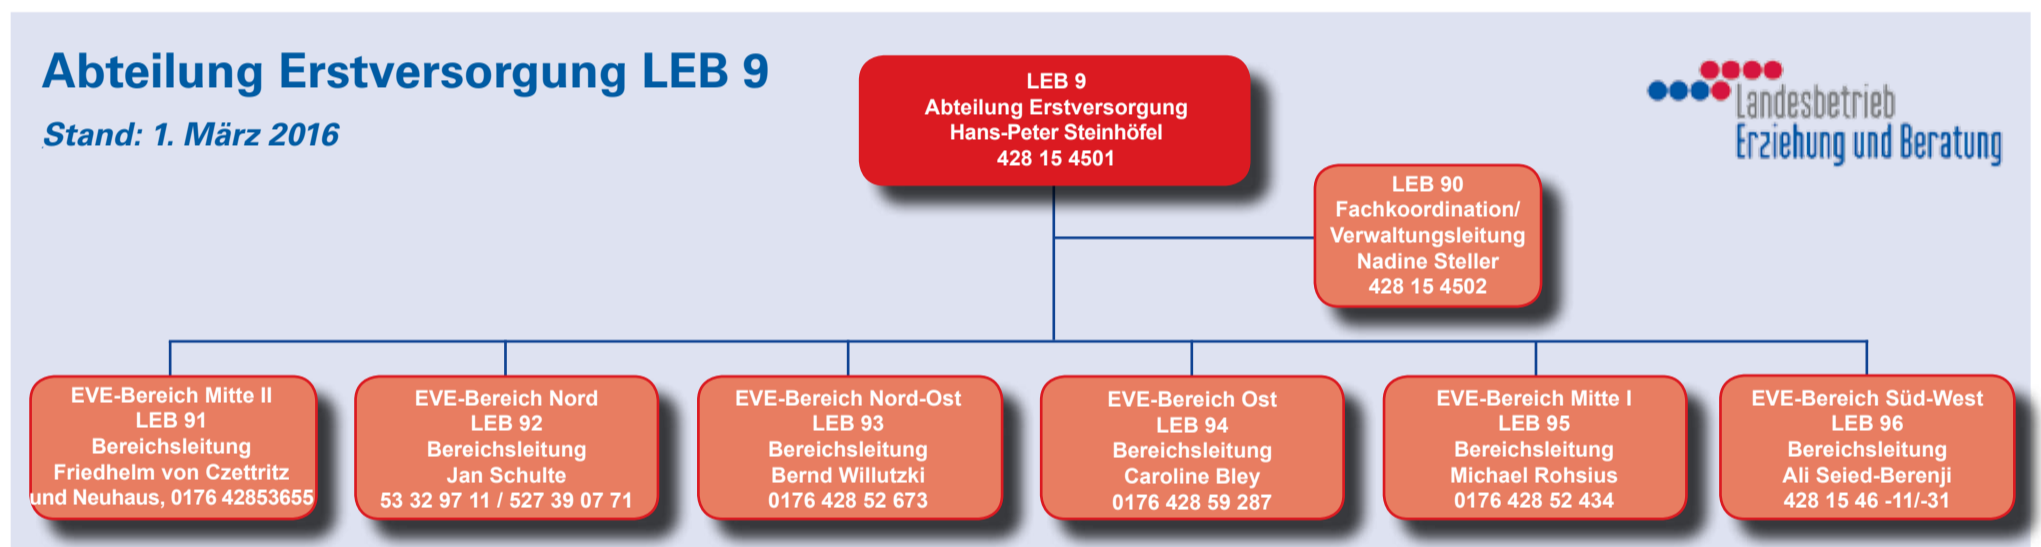 Abteilung Erstversorgung LEB 9
Stand: 1. März 2016
LEB 9
Abteilung Erstversorgung
Hans-Peter Steinhöfel
428 15 4501
Landesbetrieb
Erziehung und Beratung
LEB 90
Fachkoordination/
Verwaltungsleitung
Nadine Steller
428 15 4502
EVE-Bereich Mitte II
LEB 91
Bereichsleitung
Friedhelm von Czettritz
und Neuhaus, 0176 42853655
EVE-Bereich Nord
LEB 92
Bereichsleitung
Jan Schulte
53 32 97 11 / 527 39 07 71
EVE-Bereich Nord-Ost
LEB 93
Bereichsleitung
Bernd Willutzki
0176 428 52 673
EVE-Bereich Ost
LEB 94
Bereichsleitung
Caroline Bley
0176 428 59 287
EVE-Bereich Mitte I
LEB 95
Bereichsleitung
Michael Rohsius
0176 428 52 434
EVE-Bereich Süd-West
LEB 96
Bereichsleitung
Ali Seied-Berenji
428 15 46 -11/-31